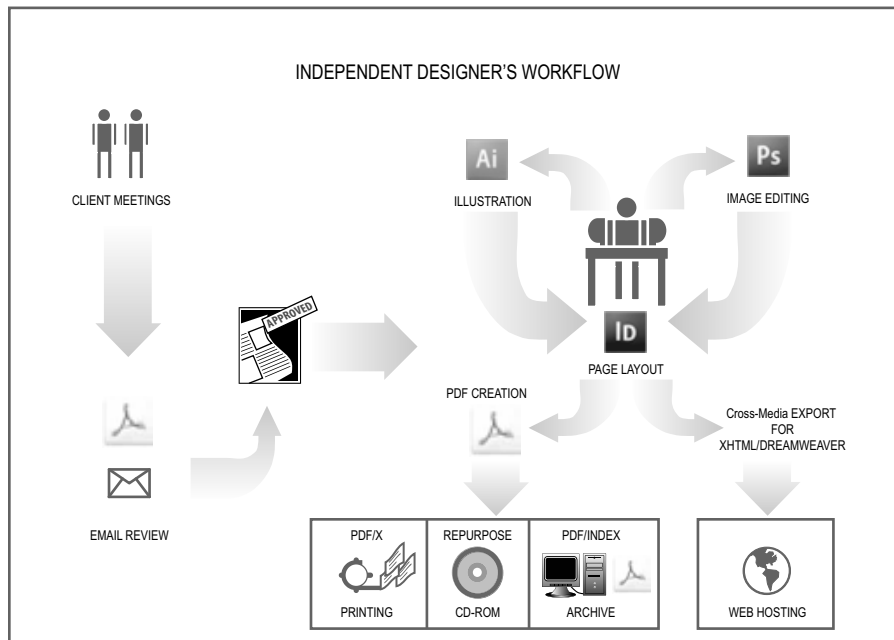 INDEPENDENT DESIGNER’S WORKFLOW
CLIENT MEETINGS
Ai
ILLUSTRATION
Ps
IMAGE EDITING
APPROVED
ID
PAGE LAYOUT
PDF CREATION
Cross-Media EXPORT
FOR
XHTML/DREAMWEAVER
EMAIL REVIEW
PDF/X
PRINTING
REPURPOSE
CD-ROM
PDF/INDEX
ARCHIVE
WEB HOSTING